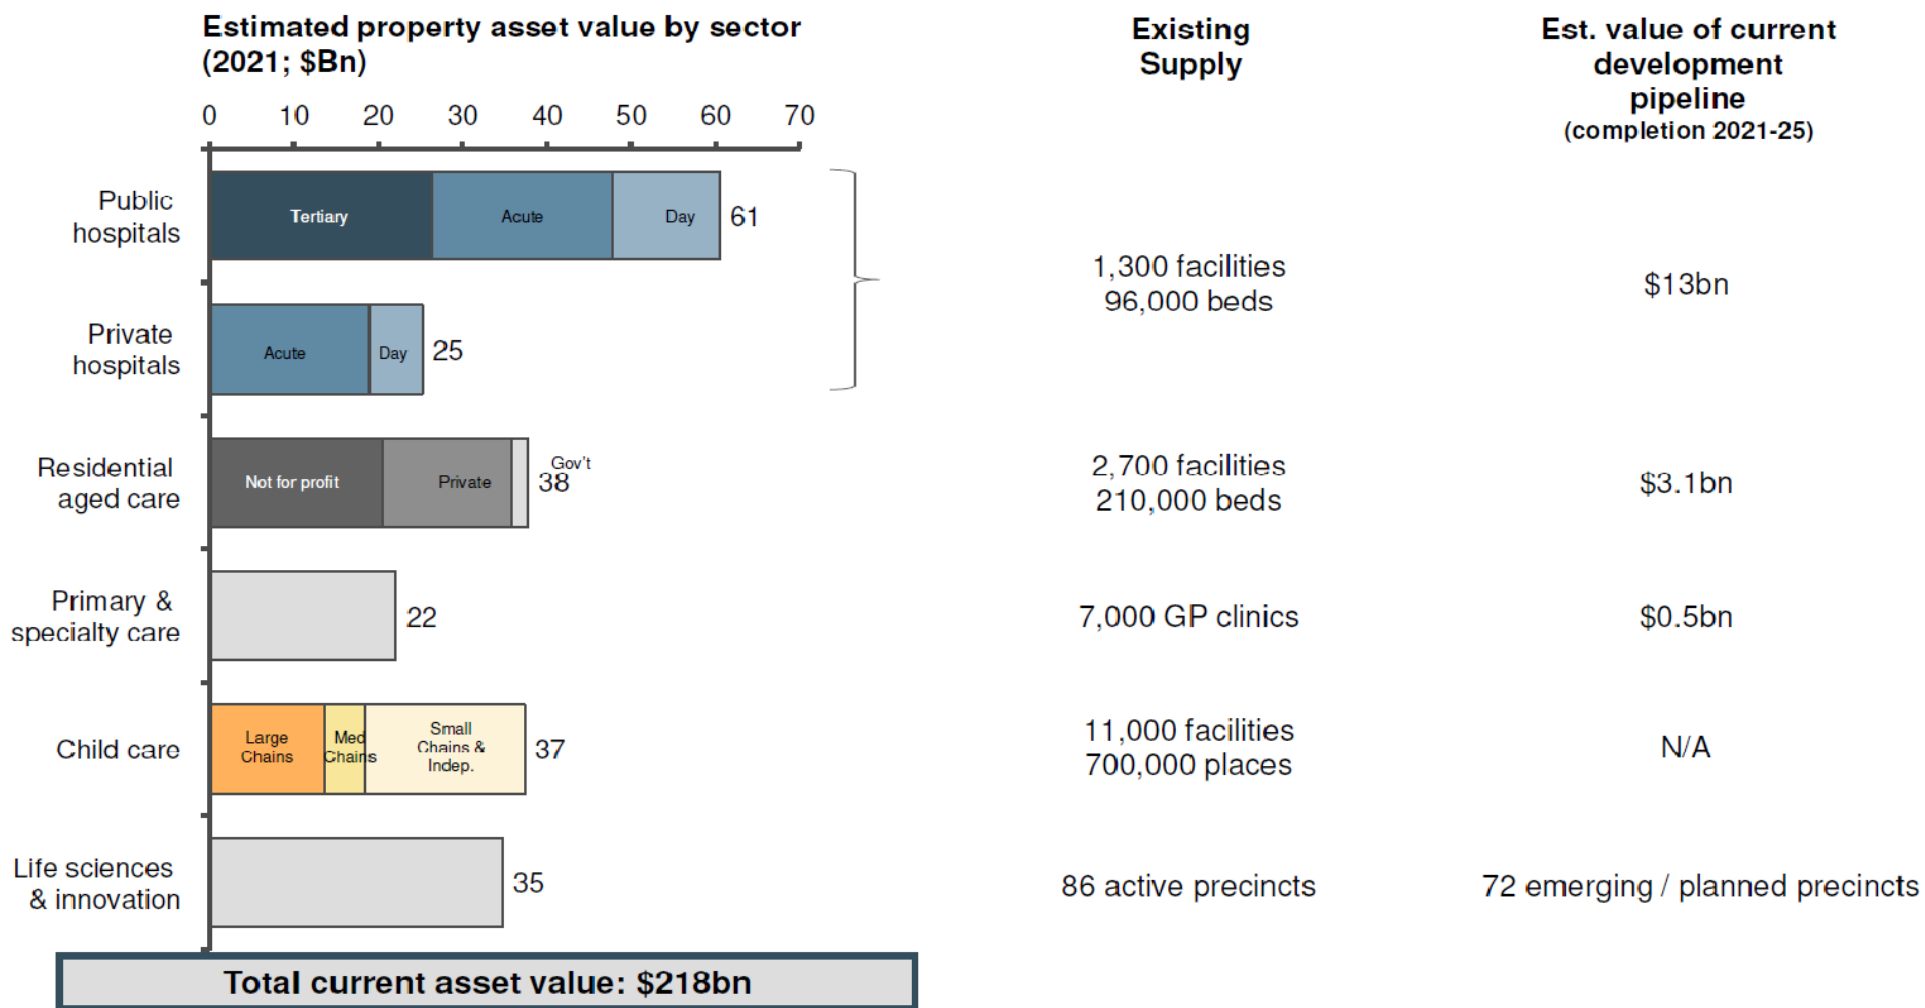 Estimated property asset value by sector
(2021; $Bn)
Existing
Supply
Est. value of current
development
pipeline
(completion 2021-25)
0 10 20 30 40 50 60 70
Public
hospitals
Tertiary
Acute
Day
61
1,300 facilities
96,000 beds
$13bn
Private
hospitals
Acute
Day
25
Residential
aged care
Not for profit
Private
Gov't
38
2,700 facilities
210,000 beds
$3.1bn
Primary &
specialty care
22
7,000 GP clinics
$0.5bn
Child care
Large
Chains
Med
Chains
Small
Chains &
Indep.
37
11,000 facilities
700,000 places
N/A
Life sciences
& innovation
35
86 active precincts
72 emerging / planned precincts
Total current asset value: $218bn